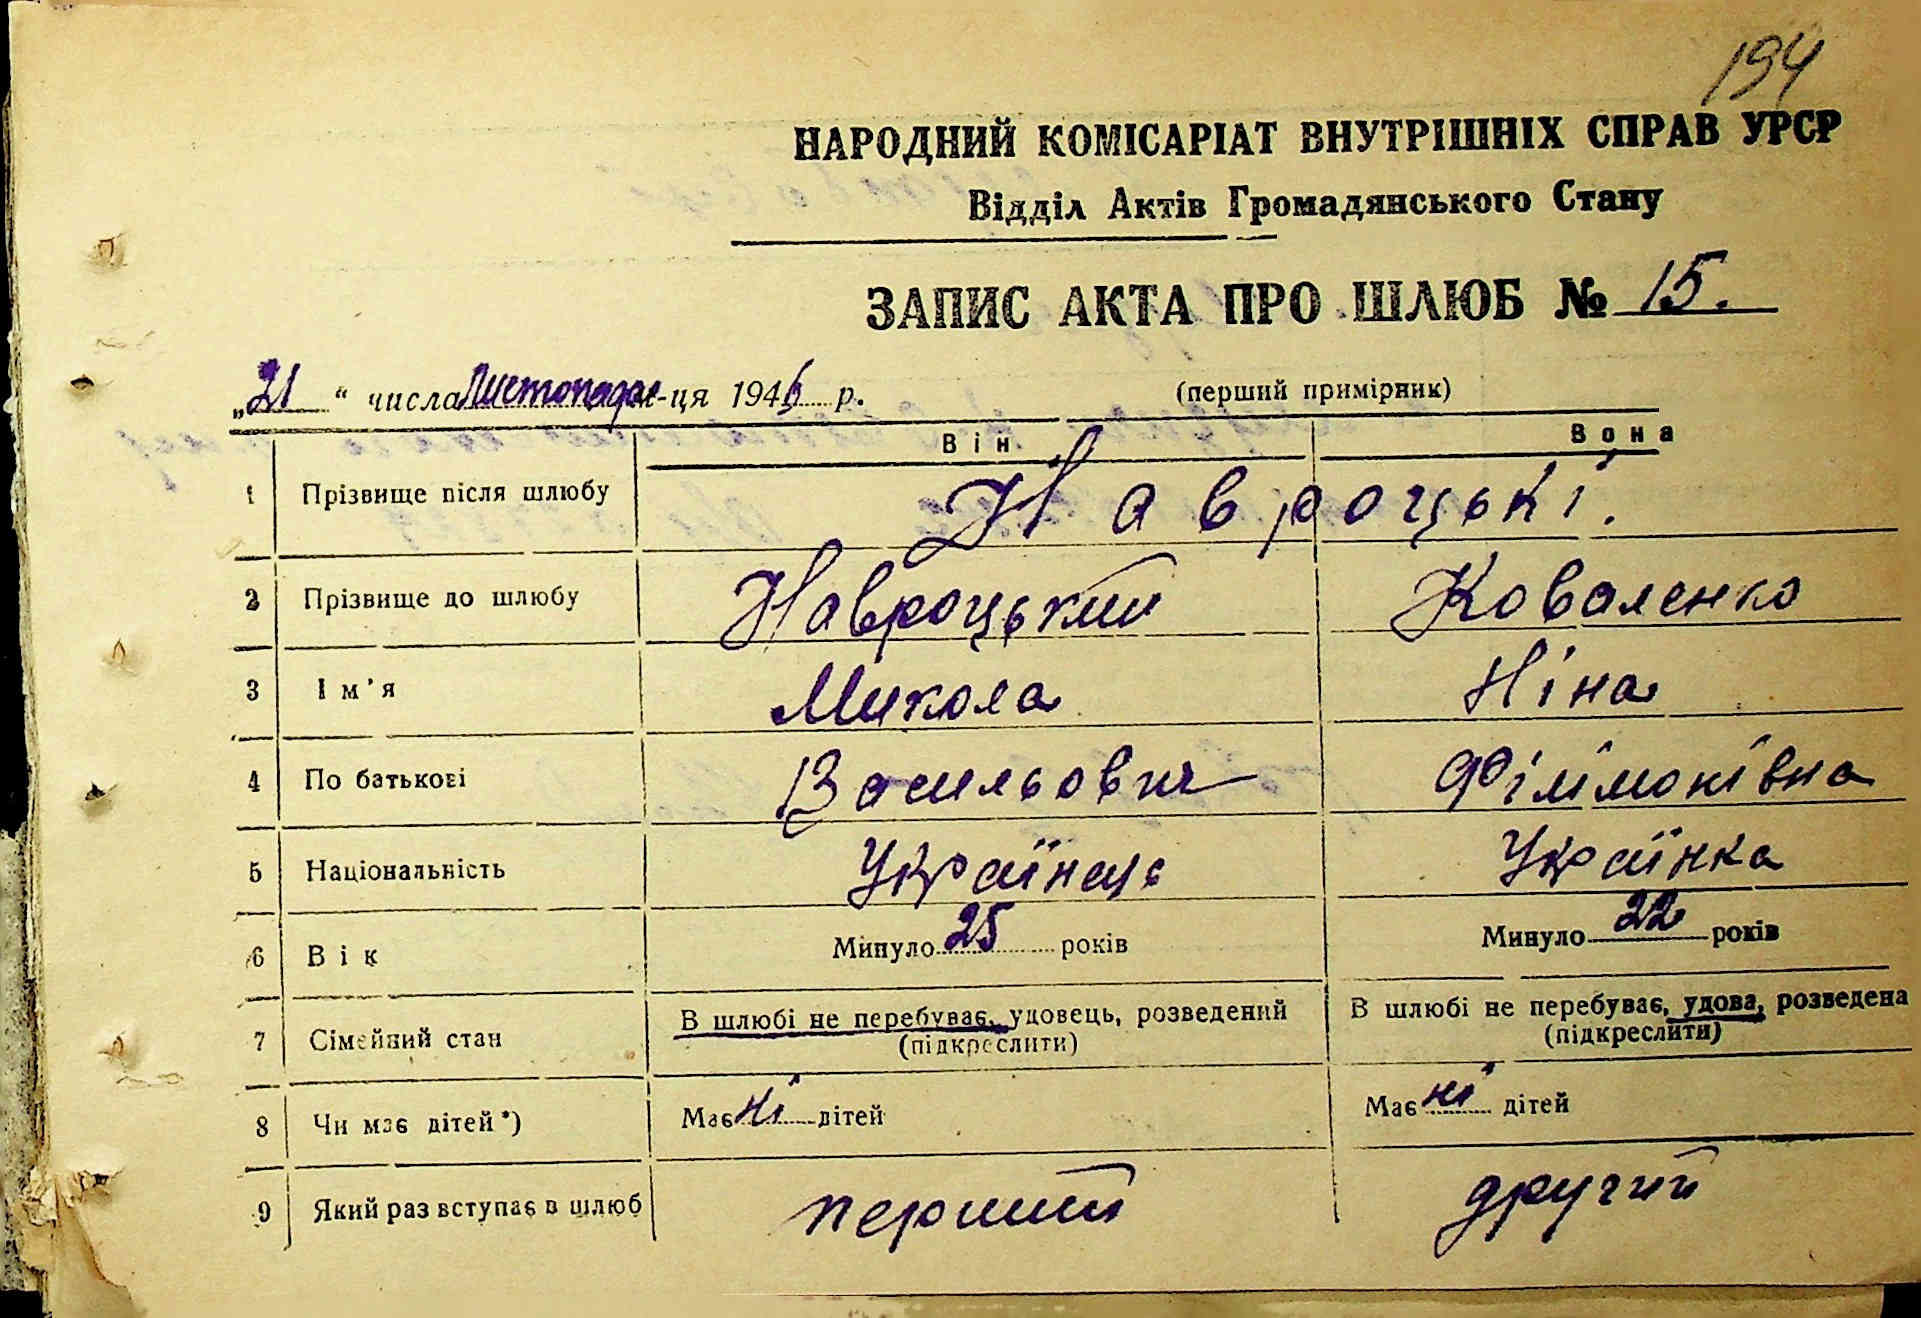 194
НАРОДНИЙ КОМІСАРІАТ ВНУТРІШНІХ СПРАВ УРСР
Відділ Актів Громадянського Стану
ЗАПИС АКТА ПРО ШЛЮБ № 15.
„21“ числа Листопада м-ця 1946 р. (перший примірник)
Він Вона
1 Прізвище після шлюбу Навроцькі.
2 Прізвище до шлюбу Навроцький Коваленко
3 Ім'я Микола Ніна
4 По батькові Васильович Філімонівна
5 Національність Українець Українка
6 Вік Минуло 25 років Минуло 22 років
7 Сімейний стан В шлюбі не перебуває, удовець, розведений В шлюбі не перебуває, удова, розведена
(підкреслити) (підкреслити)
8 Чи має дітей*) Має ні дітей Має ні дітей
9 Який раз вступає в шлюб перший другий